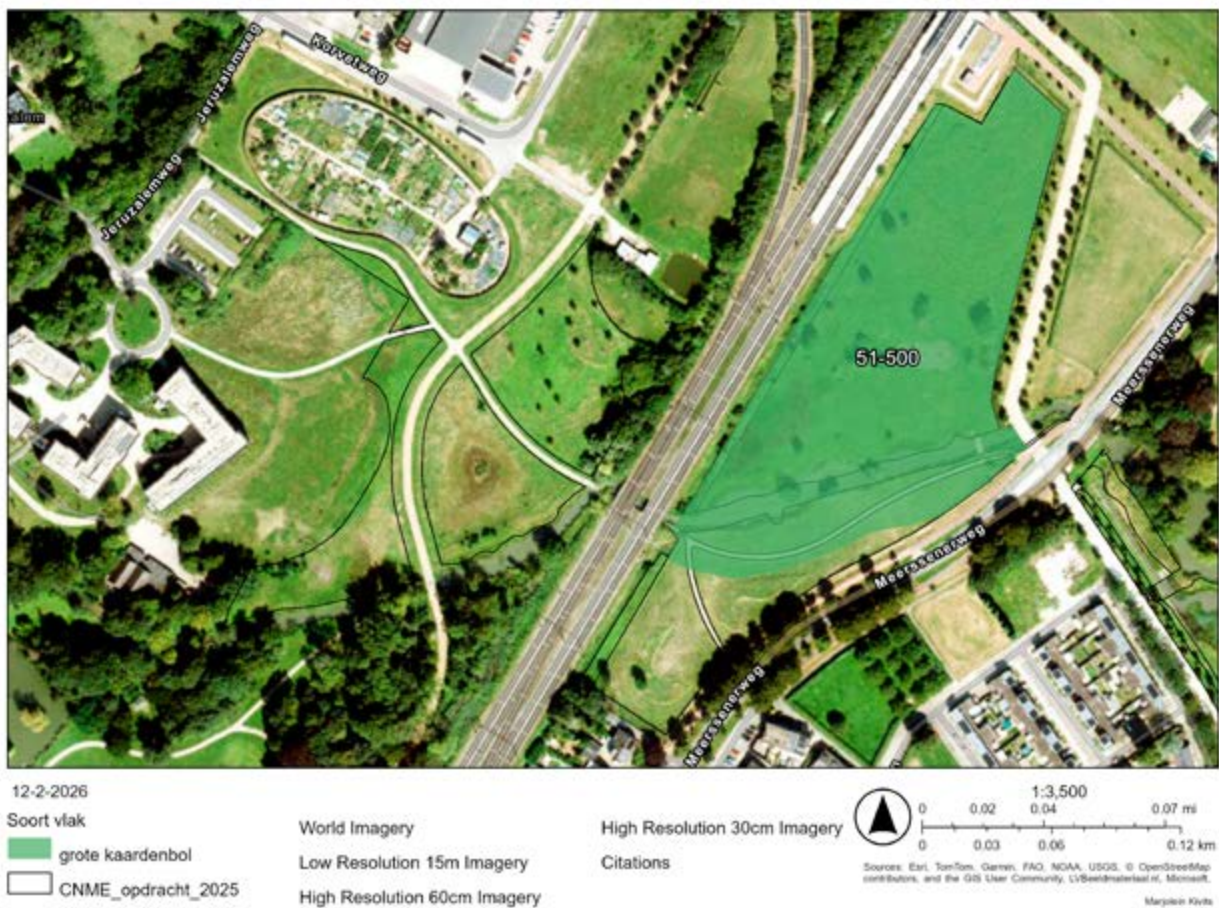 Jeruzalemweg
Korvetweg
alem
Jeruzalemweg
51-500
Meerssenerweg
Meerssenerweg
Meerssenerweg
12-2-2026
Soort vlak
grote kaardenbol
CNME_opdracht_2025
World Imagery
Low Resolution 15m Imagery
High Resolution 60cm Imagery
High Resolution 30cm Imagery
Citations
1:3,500
0 0.02 0.04 0.07 mi
0 0.03 0.06 0.12 km
Sources: Esri, TomTom, Garmin, FAO, NOAA, USGS, © OpenStreetMap
contributors, and the GIS User Community, LVBeeldmateriaal.nl, Microsoft,
Marjolein Kivits